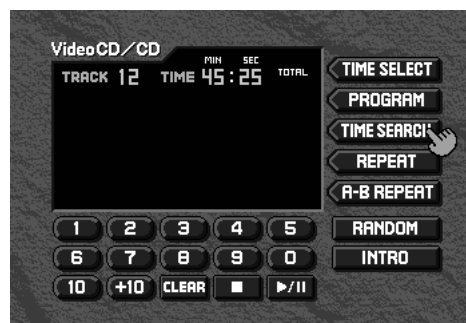 VideoCD/CD
MIN SEC
TRACK 12 TIME 45:25 TOTAL
TIME SELECT
PROGRAM
TIME SEARCH
REPEAT
A-B REPEAT
1 2 3 4 5 RANDOM
6 7 8 9 0 INTRO
10 +10 CLEAR ■ ►/II